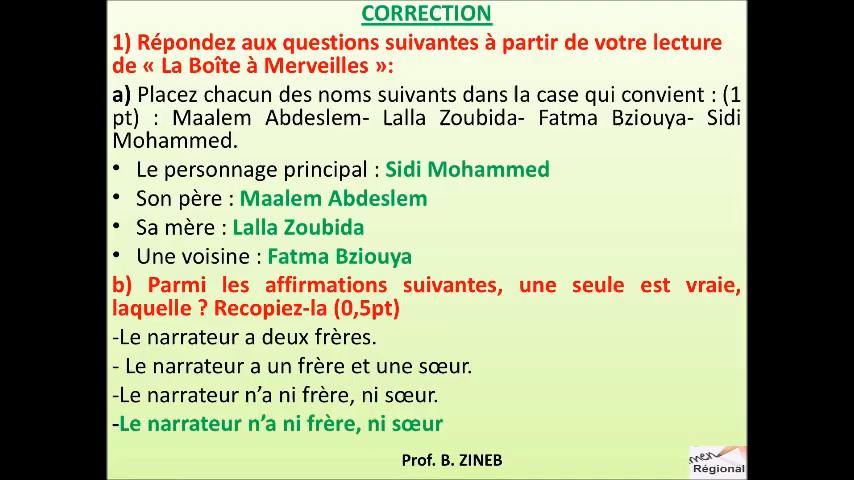 CORRECTION
1) Répondez aux questions suivantes à partir de votre lecture
de « La Boîte à Merveilles »:
a) Placez chacun des noms suivants dans la case qui convient : (1
pt) : Maalem Abdeslem- Lalla Zoubida- Fatma Bziouya- Sidi
Mohammed.
• Le personnage principal : Sidi Mohammed
• Son père : Maalem Abdeslem
• Sa mère : Lalla Zoubida
• Une voisine : Fatma Bziouya
b) Parmi les affirmations suivantes, une seule est vraie,
laquelle ? Recopiez-la (0,5pt)
-Le narrateur a deux frères.
- Le narrateur a un frère et une sœur.
-Le narrateur n’a ni frère, ni sœur.
-Le narrateur n’a ni frère, ni sœur
Prof. B. ZINEB
men
Régional